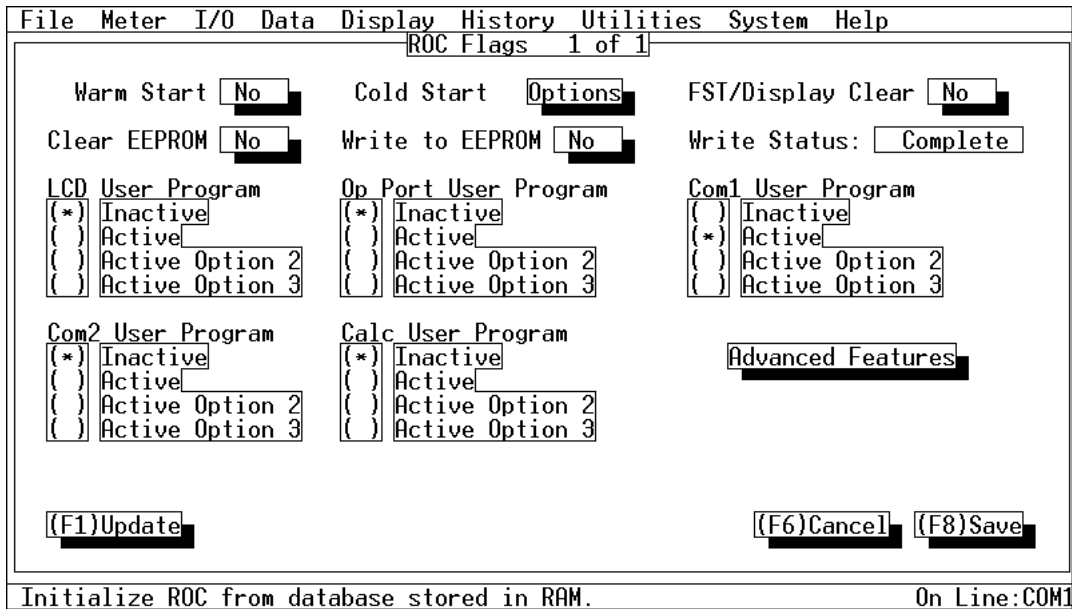 File Meter I/O Data Display History Utilities System Help
ROC Flags 1 of 1
Warm Start No Cold Start Options FST/Display Clear No
Clear EEPROM No Write to EEPROM No Write Status: Complete
LCD User Program Op Port User Program Com1 User Program
(*) Inactive (*) Inactive ( ) Inactive
( ) Active ( ) Active (*) Active
( ) Active Option 2 ( ) Active Option 2 ( ) Active Option 2
( ) Active Option 3 ( ) Active Option 3 ( ) Active Option 3
Com2 User Program Calc User Program
(*) Inactive (*) Inactive Advanced Features
( ) Active ( ) Active
( ) Active Option 2 ( ) Active Option 2
( ) Active Option 3 ( ) Active Option 3
(F1)Update (F6)Cancel (F8)Save
Initialize ROC from database stored in RAM. On Line:COM1